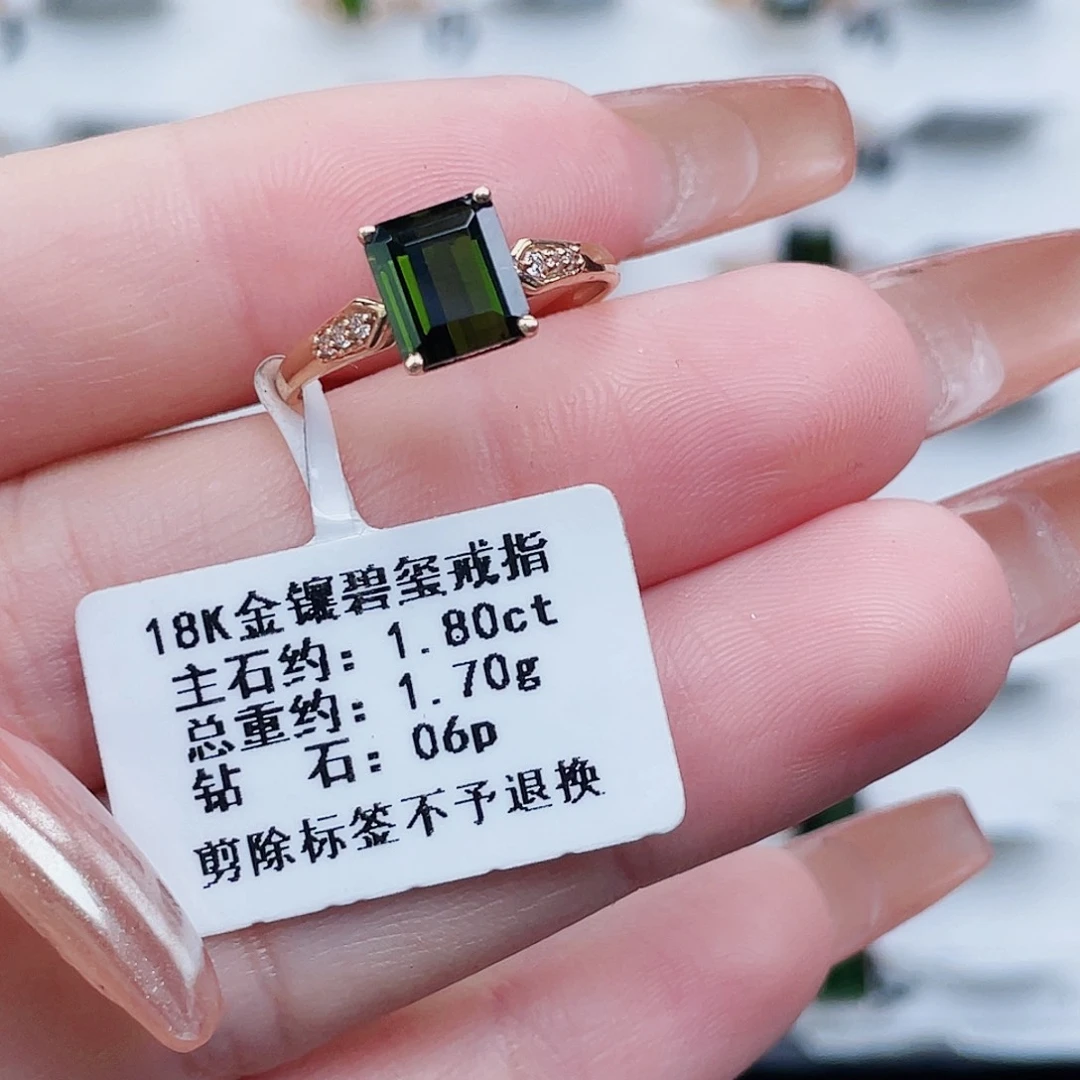 18K金镶碧玺戒指
主石约: 1.80ct
总重约: 1.70g
钻 石: 06p
剪除标签不予退换